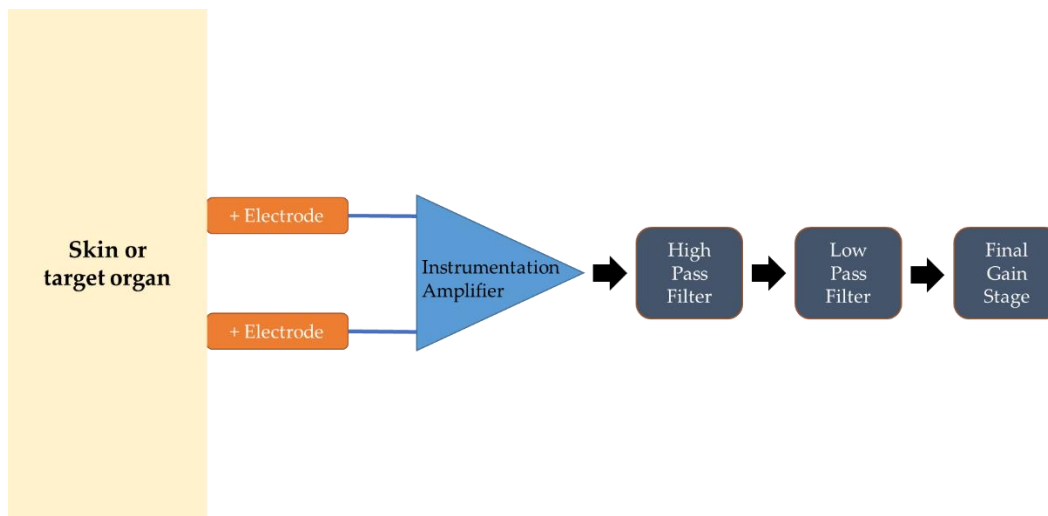 Skin or
target organ
+ Electrode
+ Electrode
Instrumentation
Amplifier
High
Pass
Filter
Low
Pass
Filter
Final
Gain
Stage